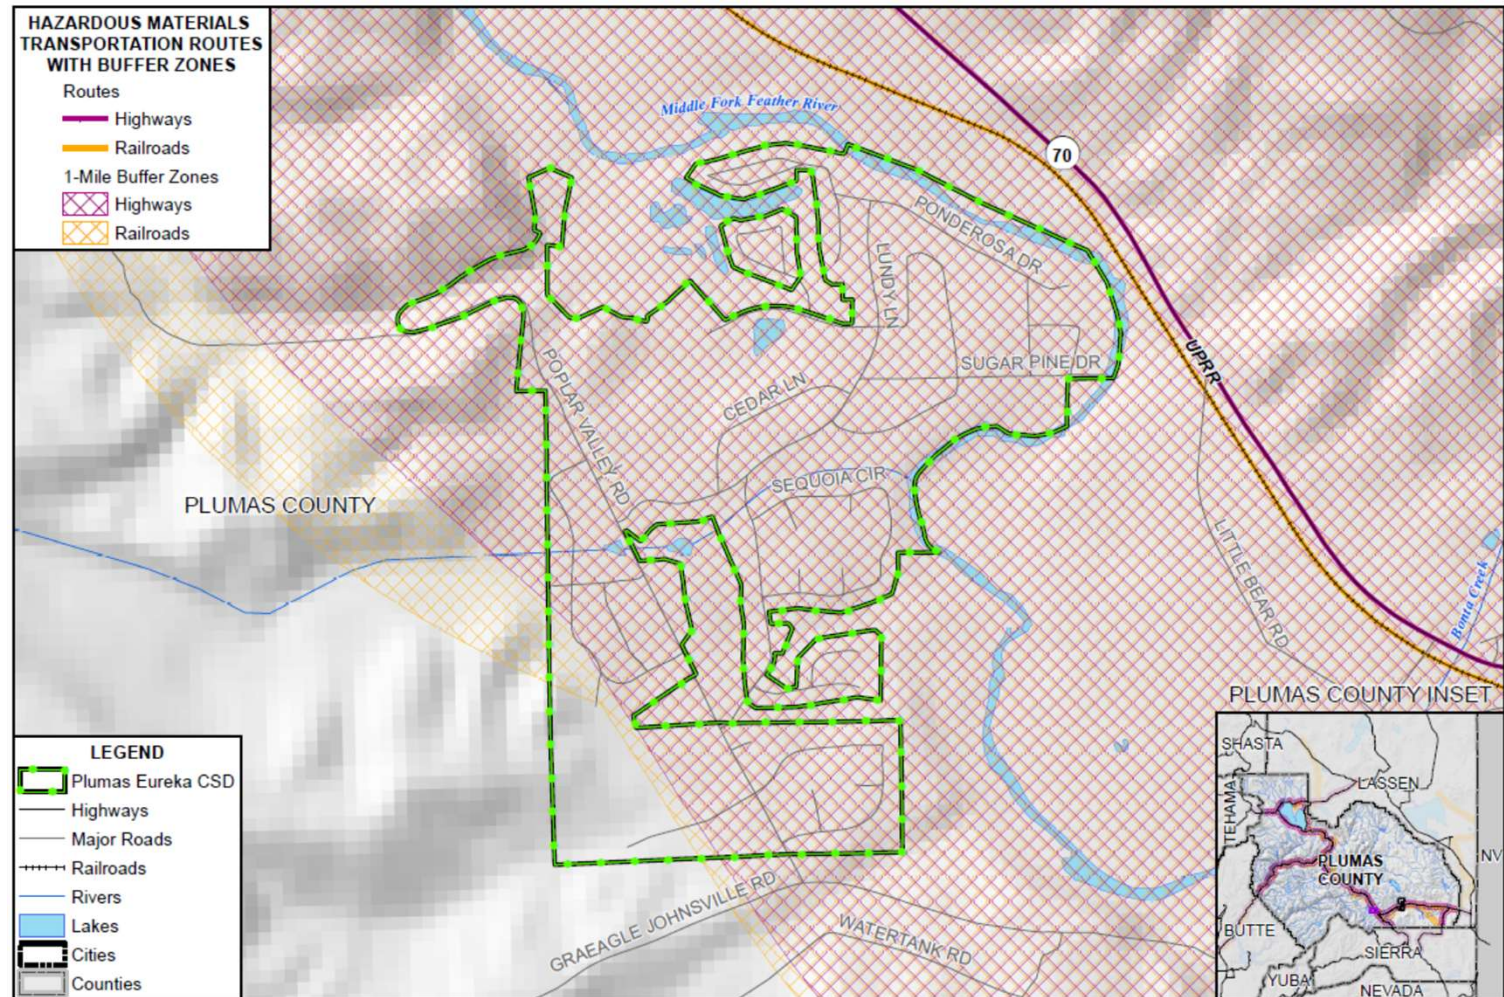 HAZARDOUS MATERIALS
TRANSPORTATION ROUTES
WITH BUFFER ZONES
Routes
Highways
Railroads
1-Mile Buffer Zones
Highways
Railroads
Middle Fork Feather River
70
PONDEROSA DR
LUNDY LN
SUGAR PINE DR
UPRR
POPLAR VALLEY RD
CEDAR LN
SEQUOIA CIR
PLUMAS COUNTY
LITTLE BEAR RD
Bonta Creek
GRAEAGLE JOHNSVILLE RD
WATERTANK RD
LEGEND
Plumas Eureka CSD
Highways
Major Roads
Railroads
Rivers
Lakes
Cities
Counties
PLUMAS COUNTY INSET
SHASTA
LASSEN
TEHAMA
NV
PLUMAS
COUNTY
BUTTE
SIERRA
YUBA
NEVADA